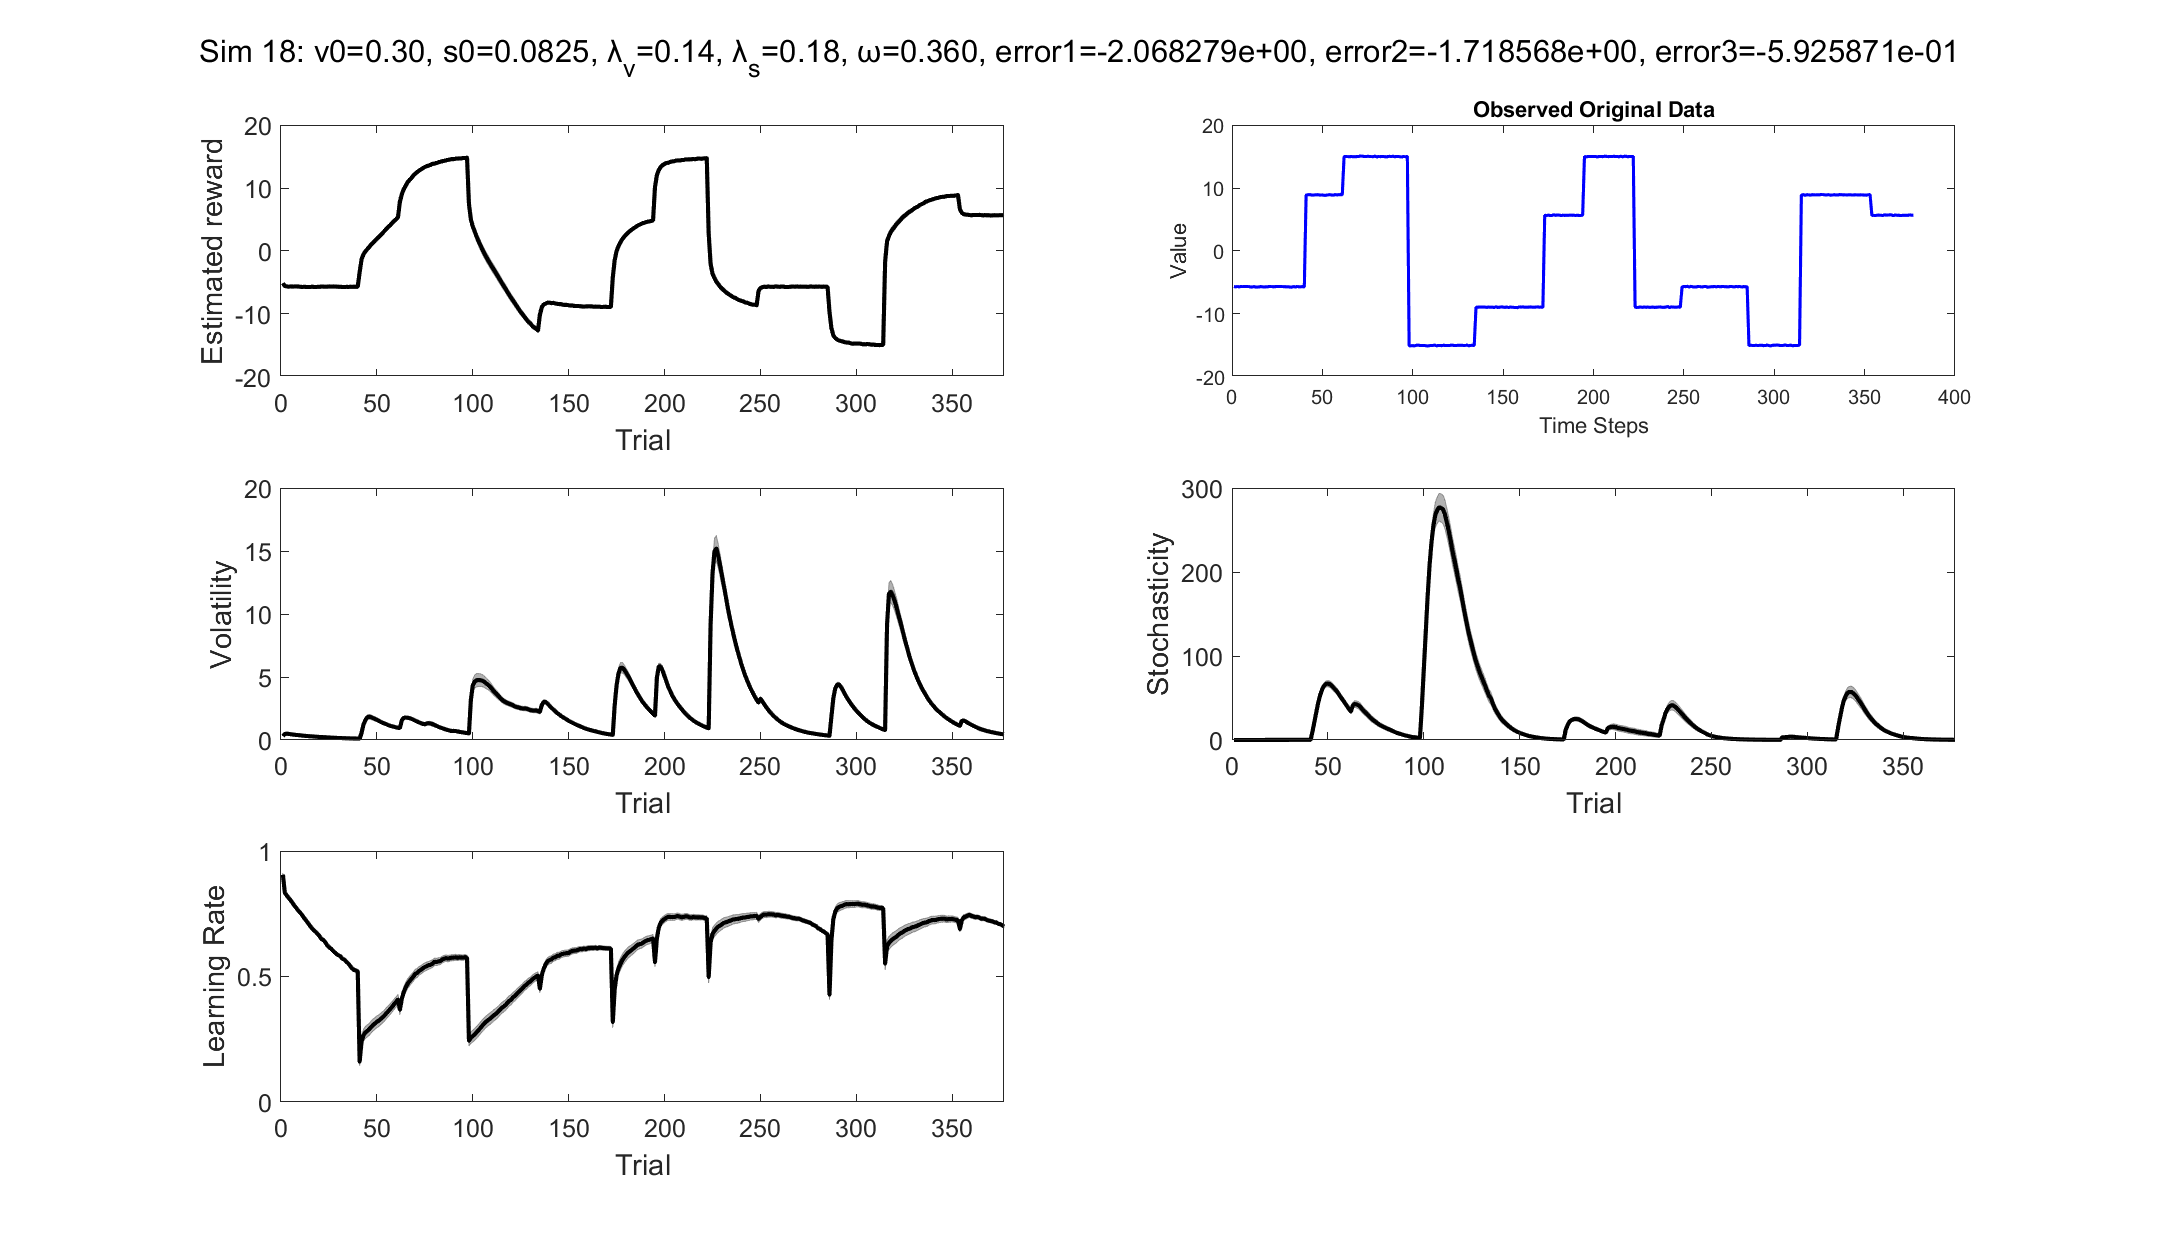 Sim 18: v0=0.30, s0=0.0825, λv=0.14, λs=0.18, ω=0.360, error1=-2.068279e+00, error2=-1.718568e+00, error3=-5.925871e-01
Estimated reward
20
10
0
-10
-20
0 50 100 150 200 250 300 350
Trial
Observed Original Data
Value
20
10
0
-10
-20
0 50 100 150 200 250 300 350 400
Time Steps
Volatility
20
15
10
5
0
0 50 100 150 200 250 300 350
Trial
Stochasticity
300
200
100
0
0 50 100 150 200 250 300 350
Trial
Learning Rate
1
0.5
0
0 50 100 150 200 250 300 350
Trial